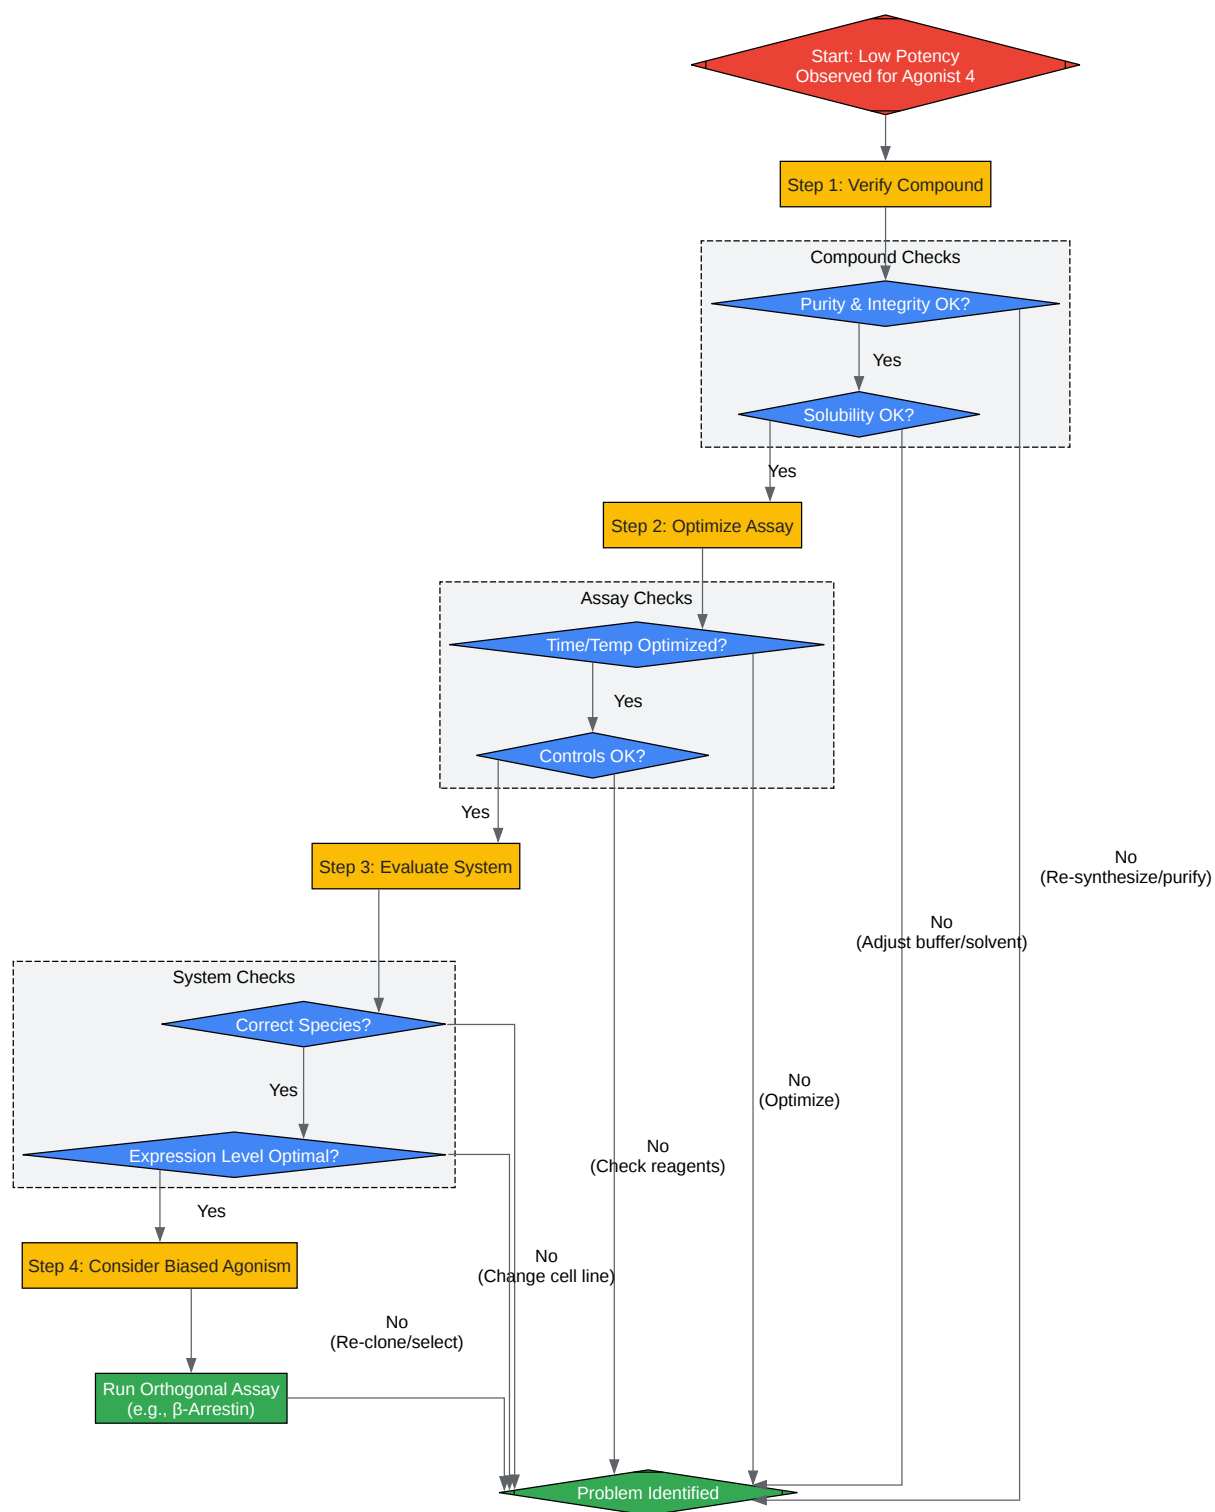 Start: Low Potency
Observed for Agonist 4
Step 1: Verify Compound
Compound Checks
Purity & Integrity OK?
Yes
Solubility OK?
Yes
Step 2: Optimize Assay
Assay Checks
Time/Temp Optimized?
Yes
Controls OK?
Yes
Step 3: Evaluate System
No
(Re-synthesize/purify)
No
(Adjust buffer/solvent)
System Checks
Correct Species?
Yes
No
(Optimize)
No
(Check reagents)
Expression Level Optimal?
Yes
Step 4: Consider Biased Agonism
No
(Change cell line)
No
(Re-clone/select)
Run Orthogonal Assay
(e.g., β-Arrestin)
Problem Identified